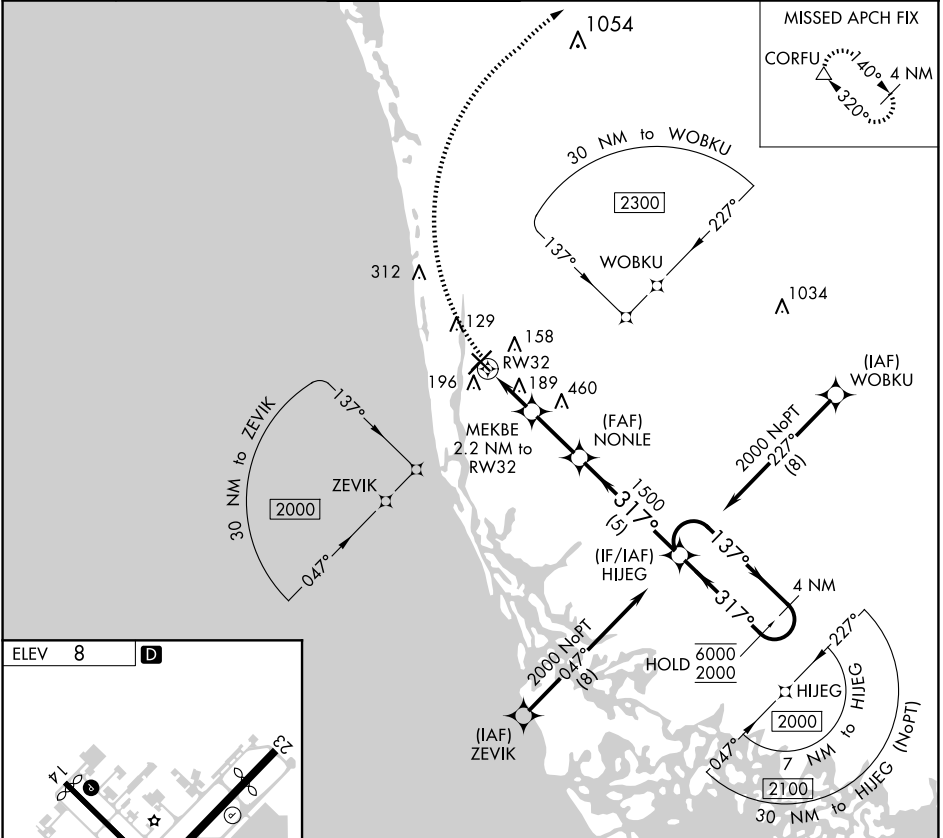 1054
MISSED APCH FIX
CORFU
140°
4 NM
320°
30 NM to WOBKU
2300
137°
227°
WOBKU
312
129
158
1034
RW32
196
189
460
(IAF)
WOBKU
2000 NoPT
227°
(8)
MEKBE
2.2 NM to
RW32
(FAF)
NONLE
137°
30 NM to ZEVIK
ZEVIK
2000
047°
1500
317°
(5)
(IF/IAF)
HIJEG
137°
317°
4 NM
HOLD
6000
2000
2000 NoPT
047°
(8)
(IAF)
ZEVIK
227°
HIJEG
2000
047°
7 NM to HIJEG
2100
30 NM to HIJEG (NoPT)
ELEV 8
D
14
23
P
P